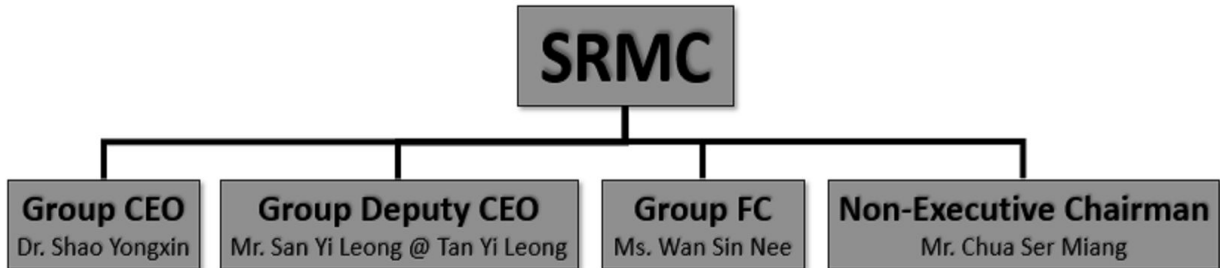 SRMC
Group CEO
Dr. Shao Yongxin
Group Deputy CEO
Mr. San Yi Leong @ Tan Yi Leong
Group FC
Ms. Wan Sin Nee
Non-Executive Chairman
Mr. Chua Ser Miang